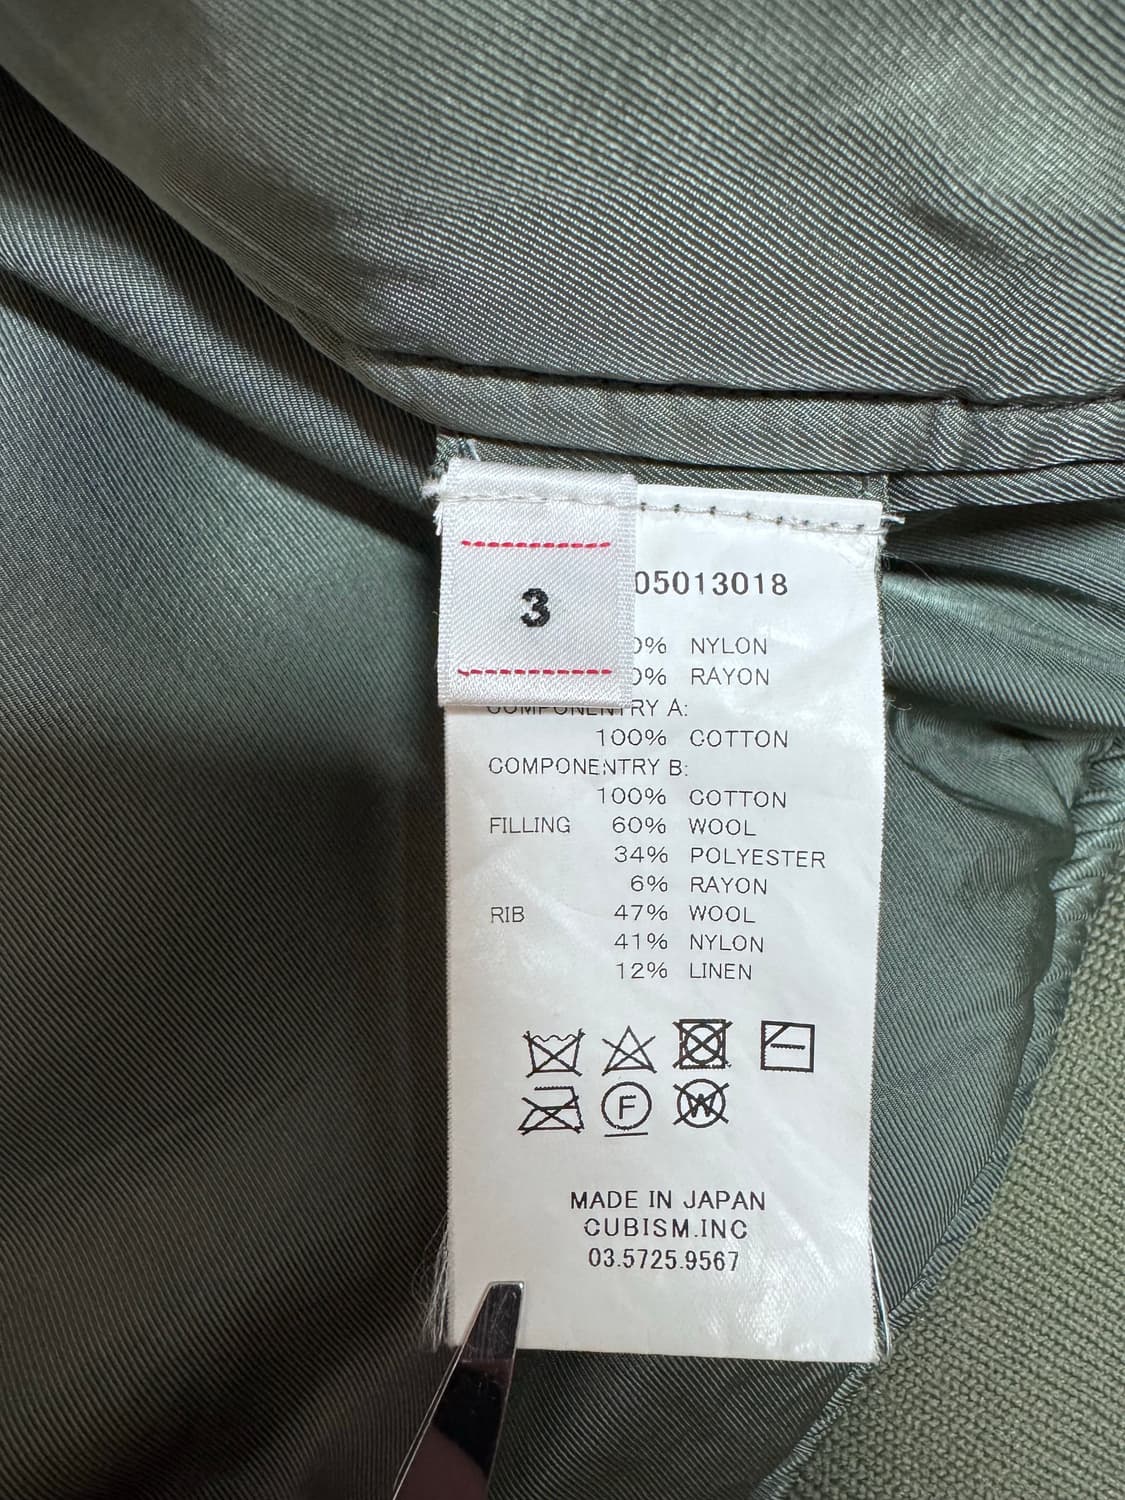 3
05013018
NYLON
RAYON
COMPONENTRY A:
100% COTTON
COMPONENTRY B:
100% COTTON
FILLING 60% WOOL
34% POLYESTER
6% RAYON
RIB 47% WOOL
41% NYLON
12% LINEN
F
W
MADE IN JAPAN
CUBISM.INC
03.5725.9567